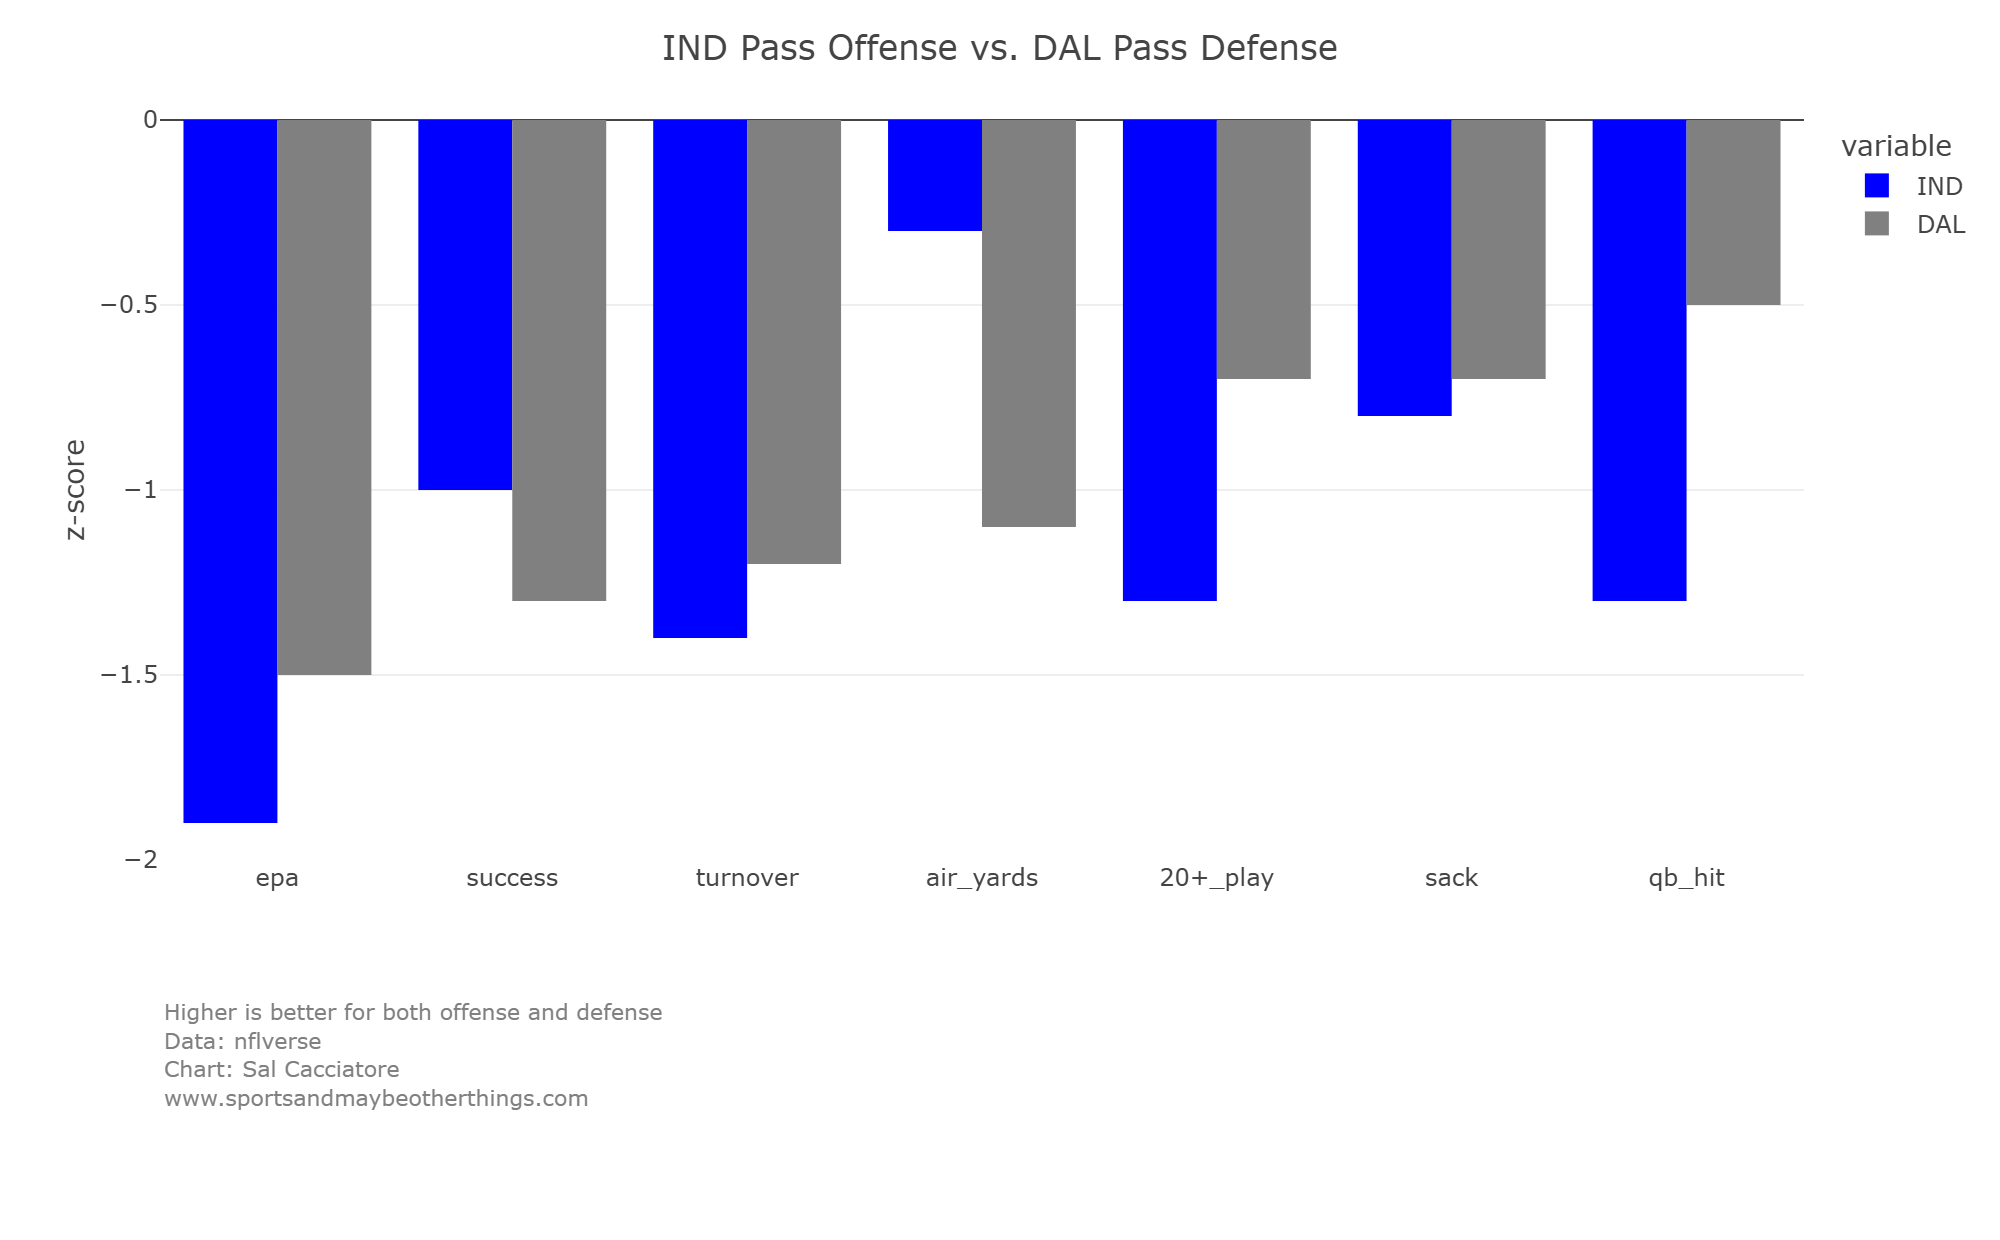 IND Pass Offense vs. DAL Pass Defense
0
−0.5
−1
−1.5
−2
z-score
epa success turnover air_yards 20+_play sack qb_hit
variable
IND
DAL
Higher is better for both offense and defense
Data: nflverse
Chart: Sal Cacciatore
www.sportsandmaybeotherthings.com